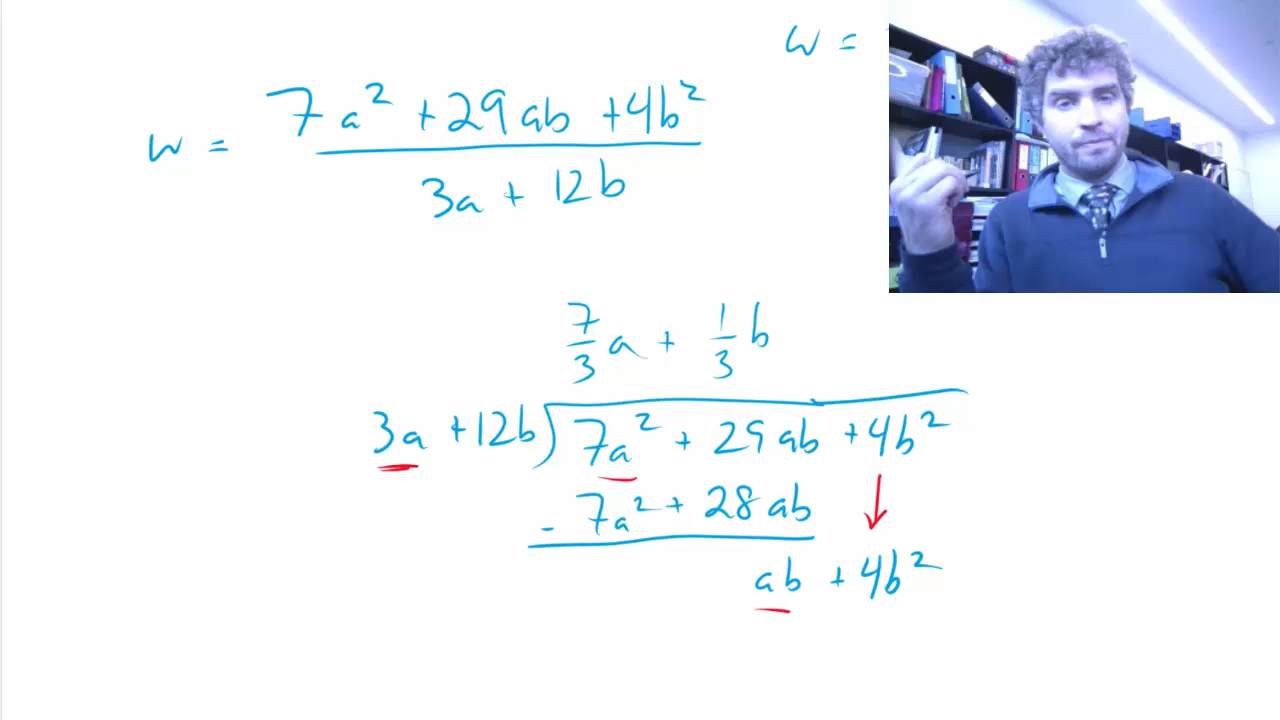 w =
w = 7a² + 29ab + 4b²
3a + 12b
7/3 a + 1/3 b
3a + 12b ) 7a² + 29ab + 4b²
- 7a² + 28ab
ab + 4b²